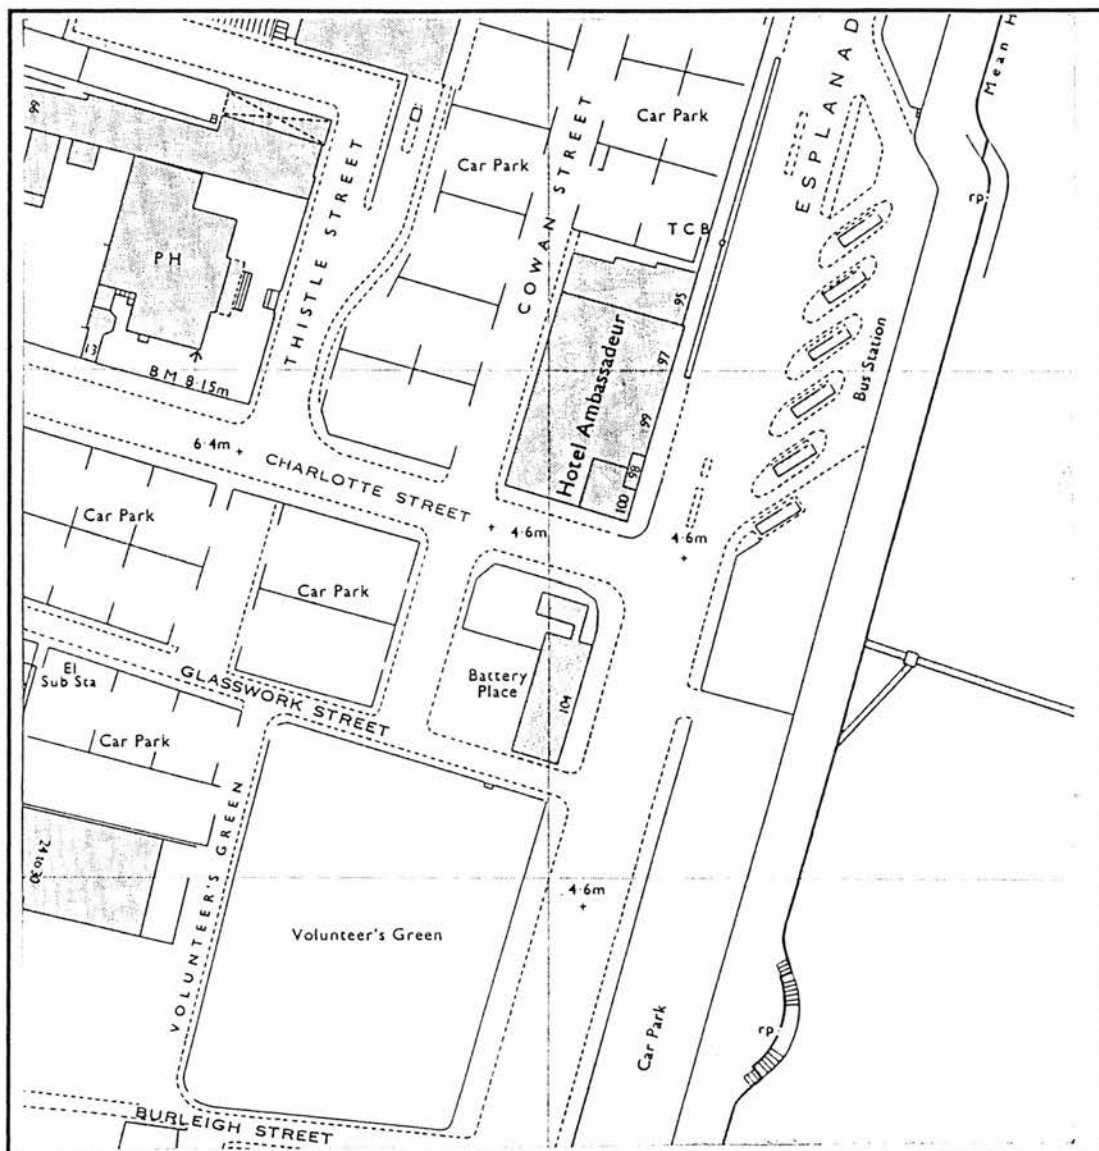 ESPLANAD
Mean H
66
Car Park
Car Park
THISTLE STREET
COWAN STREET
TCB
rp
PH
95
13
BM 8·15m
Hotel Ambassadeur
97
99
98
100
Bus Station
6·4m
CHARLOTTE STREET
4·6m
4·6m
Car Park
Car Park
El
Sub Sta
GLASSWORK STREET
Battery
Place
101
Car Park
VOLUNTEER'S GREEN
24 to 30
4·6m
Volunteer's Green
rp
Car Park
BURLEIGH STREET